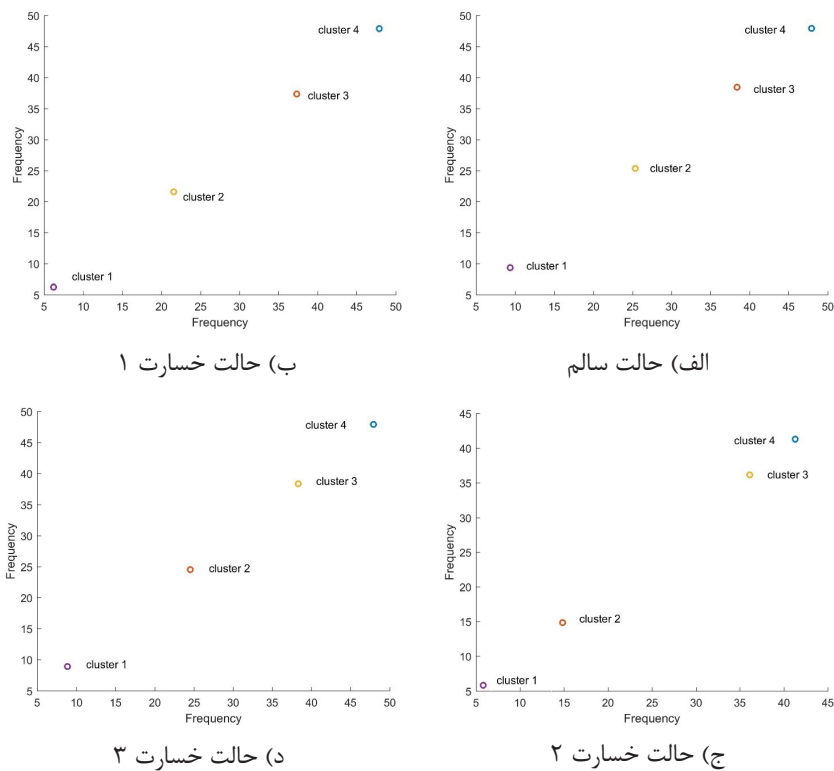 50
45
40
35
30
25
20
15
10
5
Frequency
cluster 4
cluster 3
cluster 2
cluster 1
5 10 15 20 25 30 35 40 45 50
Frequency
الف) حالت سالم
50
45
40
35
30
25
20
15
10
5
Frequency
cluster 4
cluster 3
cluster 2
cluster 1
5 10 15 20 25 30 35 40 45 50
Frequency
ب) حالت خسارت ۱
45
40
35
30
25
20
15
10
5
Frequency
cluster 4
cluster 3
cluster 2
cluster 1
5 10 15 20 25 30 35 40 45
Frequency
ج) حالت خسارت ۲
50
45
40
35
30
25
20
15
10
5
Frequency
cluster 4
cluster 3
cluster 2
cluster 1
5 10 15 20 25 30 35 40 45 50
Frequency
د) حالت خسارت ۳